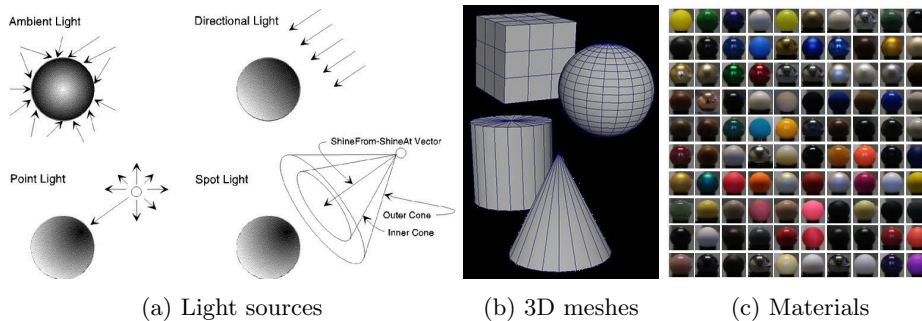 Ambient Light
Directional Light
ShineFrom-ShineAt Vector
Point Light
Spot Light
Outer Cone
Inner Cone
(a) Light sources
(b) 3D meshes
(c) Materials